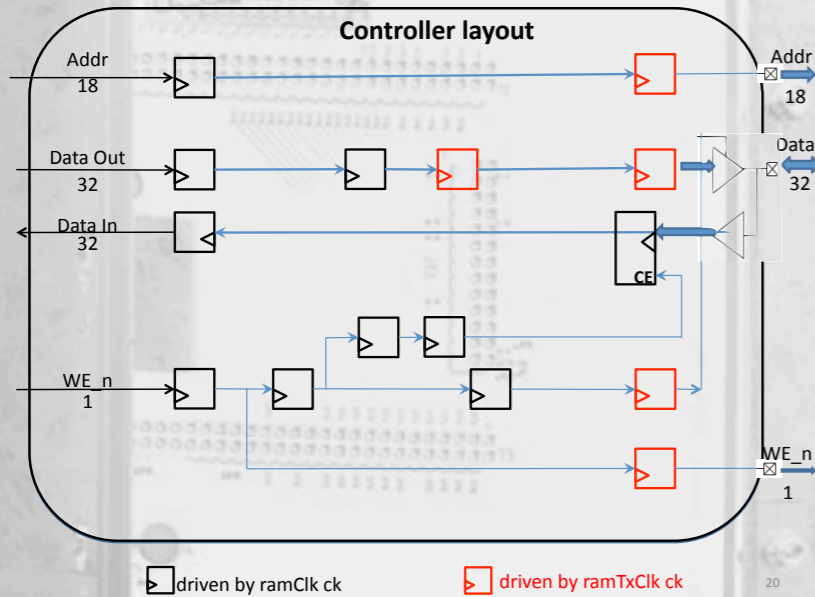 Controller layout
Addr
18
Addr
18
Data Out
32
Data
32
Data In
32
CE
WE_n
1
WE_n
1
driven by ramClk ck
driven by ramTxClk ck
20